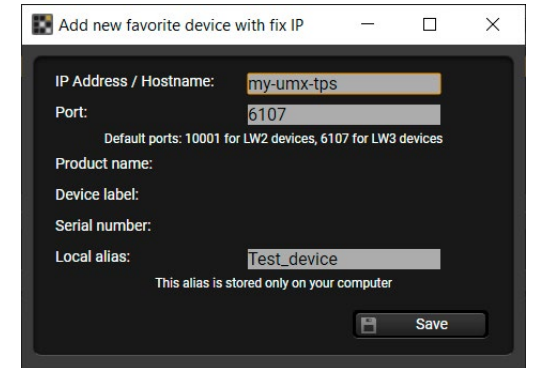 Add new favorite device with fix IP
IP Address / Hostname: my-umx-tps
Port: 6107
Default ports: 10001 for LW2 devices, 6107 for LW3 devices
Product name:
Device label:
Serial number:
Local alias: Test_device
This alias is stored only on your computer
Save